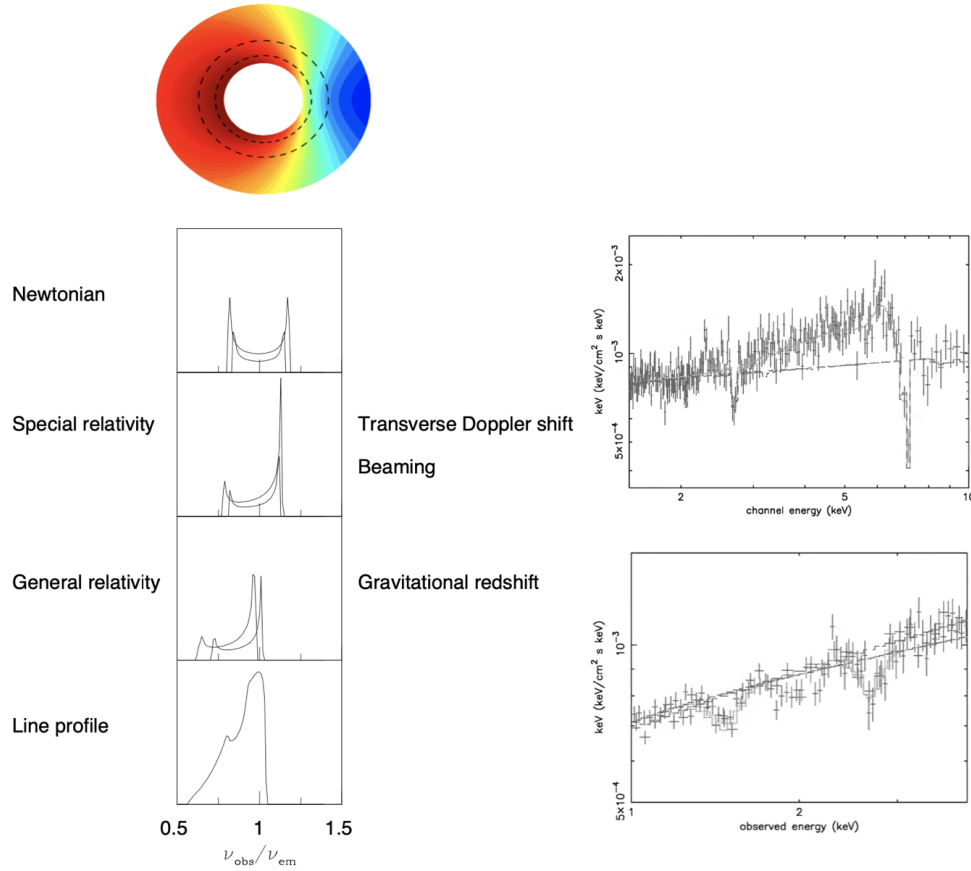 Newtonian
Special relativity
Transverse Doppler shift
Beaming
General relativity
Gravitational redshift
Line profile
0.5 1 1.5
ν_obs/ν_em
keV (keV/cm² s keV)
2×10⁻³
10⁻³
5×10⁻⁴
2 5 10
channel energy (keV)
keV (keV/cm² s keV)
10⁻³
5×10⁻⁴
1 2
observed energy (keV)